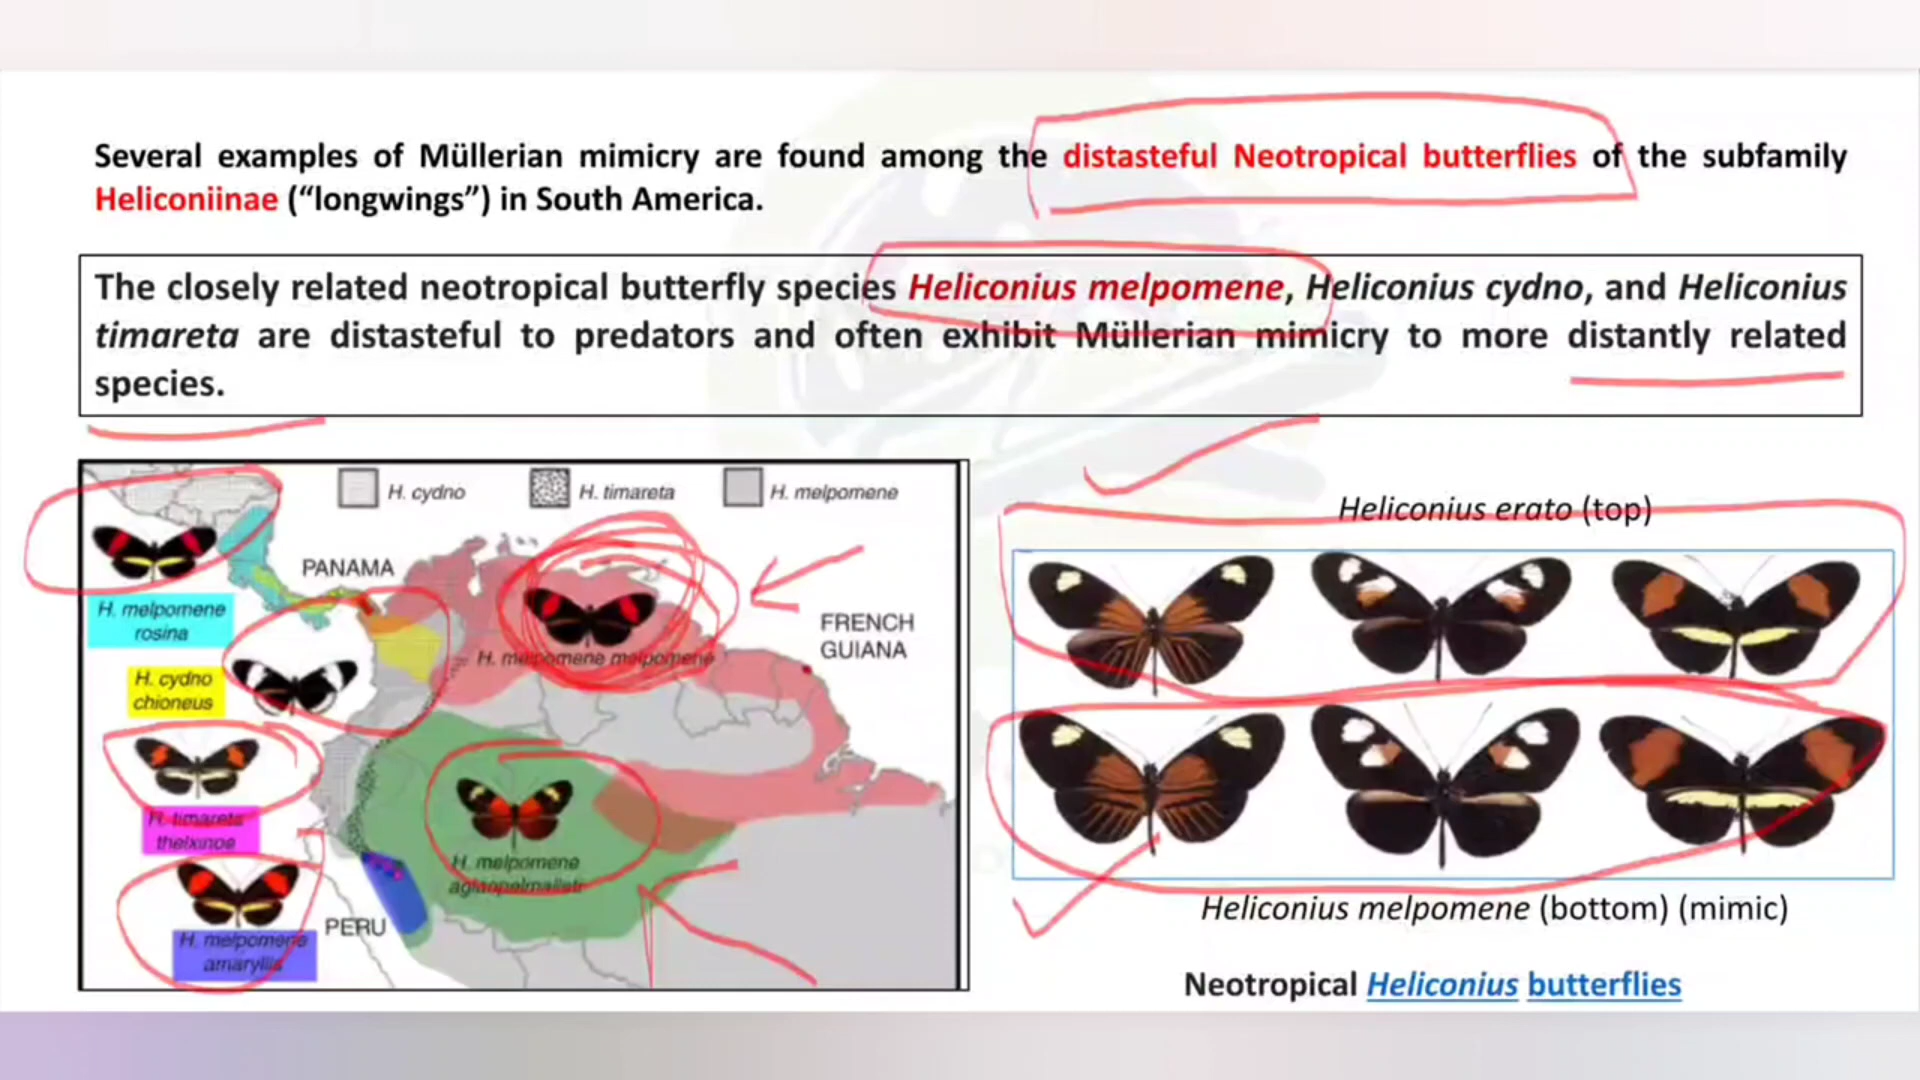 Several examples of Müllerian mimicry are found among the distasteful Neotropical butterflies of the subfamily
Heliconiinae (“longwings”) in South America.
The closely related neotropical butterfly species Heliconius melpomene, Heliconius cydno, and Heliconius
timareta are distasteful to predators and often exhibit Müllerian mimicry to more distantly related
species.
H. cydno
H. timareta
H. melpomene
PANAMA
H. melpomene
rosina
H. cydno
chioneus
H. timareta
thelxinoe
H. melpomene
amaryllis
PERU
H. melpomene melpomene
FRENCH
GUIANA
H. melpomene
Heliconius erato (top)
Heliconius melpomene (bottom) (mimic)
Neotropical Heliconius butterflies